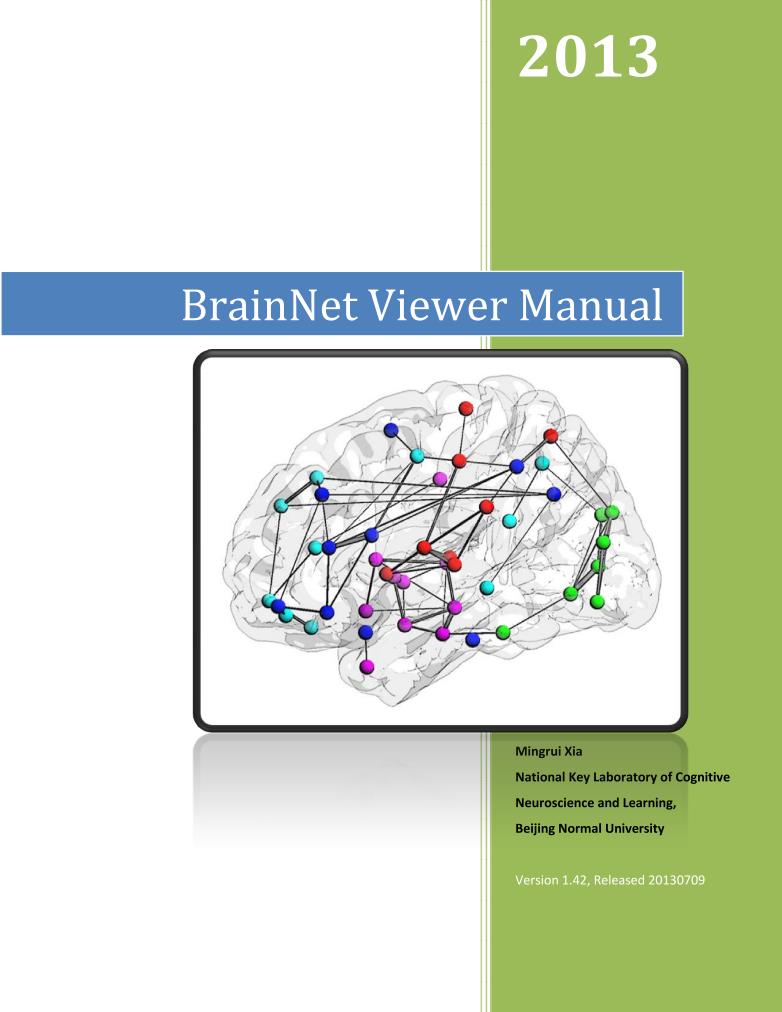 2013
BrainNet Viewer Manual
Mingrui Xia
National Key Laboratory of Cognitive
Neuroscience and Learning,
Beijing Normal University
Version 1.42, Released 20130709